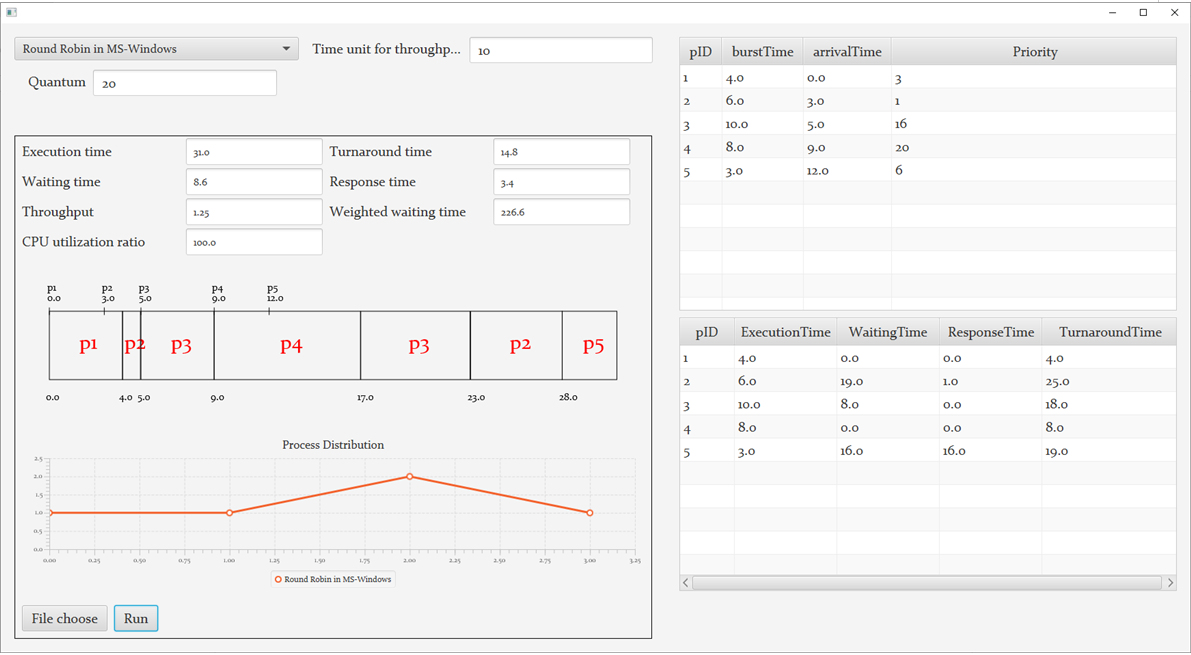 Round Robin in MS-Windows
Time unit for throughp...
10
Quantum
20
Execution time 31.0 Turnaround time 14.8
Waiting time 8.6 Response time 3.4
Throughput 1.25 Weighted waiting time 226.6
CPU utilization ratio 100.0
p1 p2 p3 p4 p5
0.0 3.0 5.0 9.0 12.0
p1 p2 p3 p4 p3 p2 p5
0.0 4.0 5.0 9.0 17.0 23.0 28.0
Process Distribution
2.5
2.0
1.5
1.0
0.5
0.0
0.00 0.25 0.50 0.75 1.00 1.25 1.50 1.75 2.00 2.25 2.50 2.75 3.00 3.25
Round Robin in MS-Windows
File choose Run
pID burstTime arrivalTime Priority
1 4.0 0.0 3
2 6.0 3.0 1
3 10.0 5.0 16
4 8.0 9.0 20
5 3.0 12.0 6
pID ExecutionTime WaitingTime ResponseTime TurnaroundTime
1 4.0 0.0 0.0 4.0
2 6.0 19.0 1.0 25.0
3 10.0 8.0 0.0 18.0
4 8.0 0.0 0.0 8.0
5 3.0 16.0 16.0 19.0